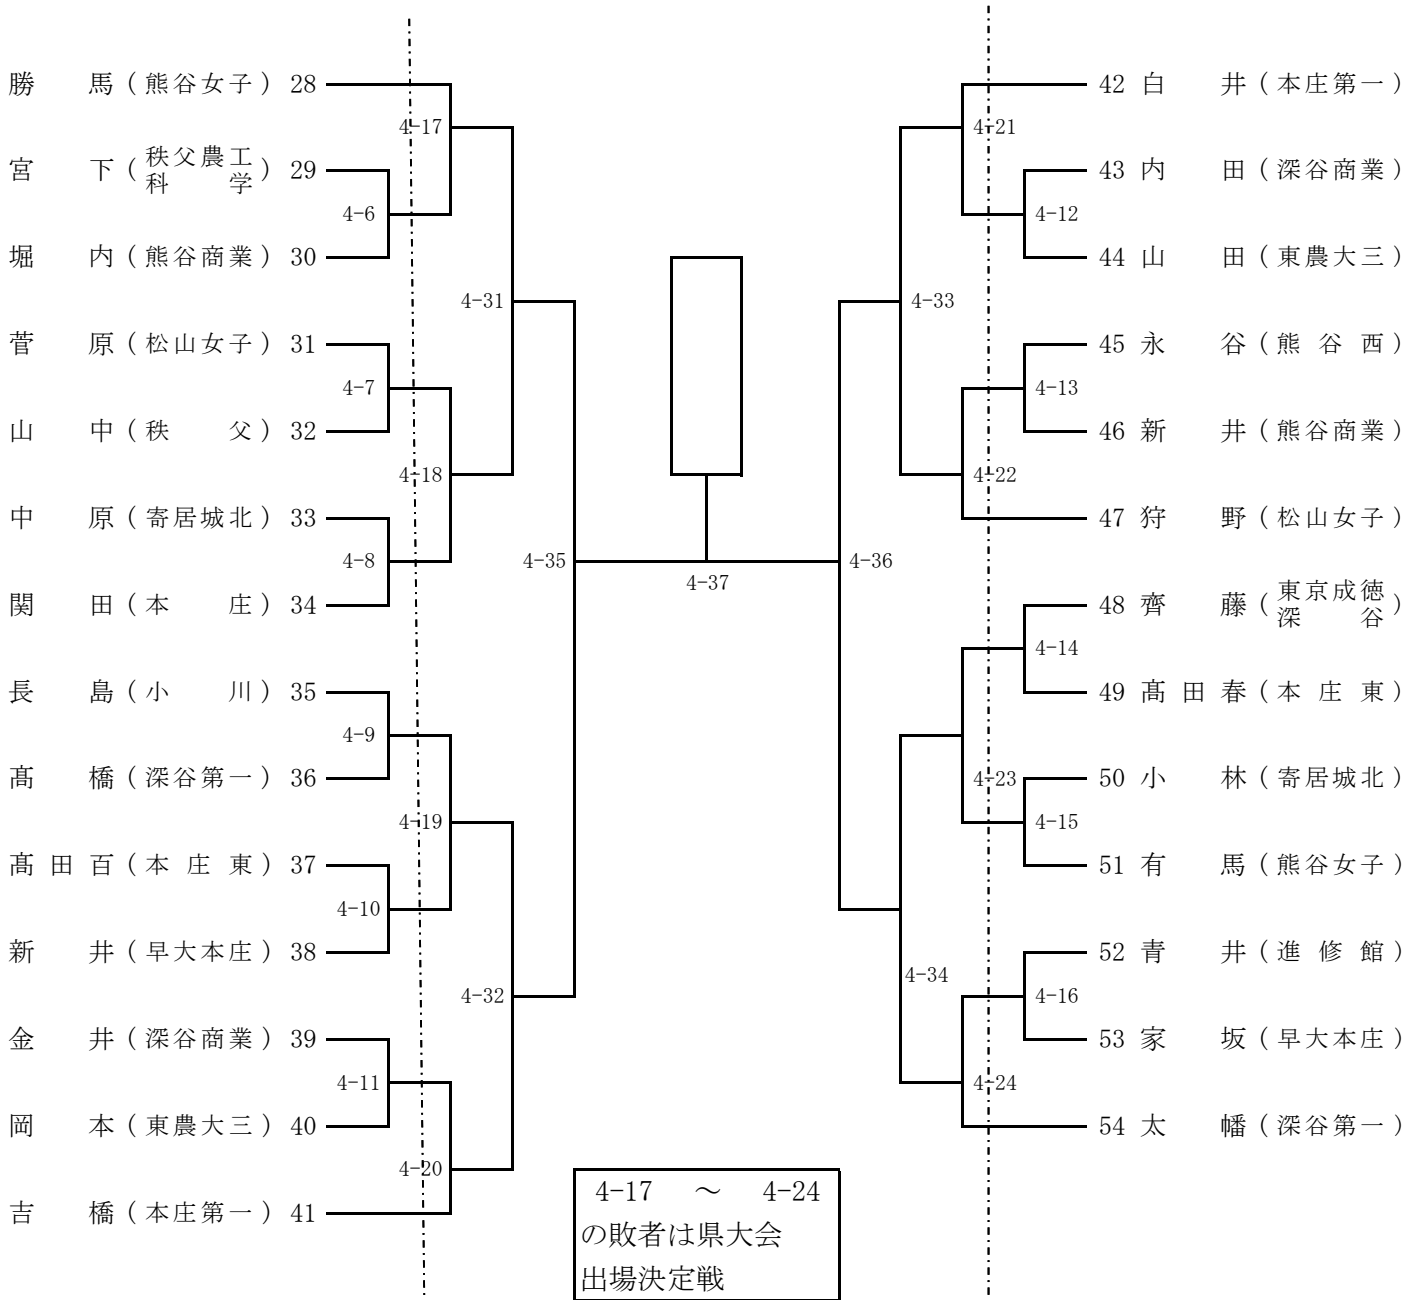 勝 馬 (熊谷女子) 28
4-17
宮 下 (秩父農工科 学) 29
4-6
堀 内 (熊谷商業) 30
4-31
菅 原 (松山女子) 31
4-7
山 中 (秩 父) 32
4-18
中 原 (寄居城北) 33
4-8
関 田 (本 庄) 34
4-35
長 島 (小 川) 35
4-9
髙 橋 (深谷第一) 36
4-19
髙 田 百 (本 庄 東) 37
4-10
新 井 (早大本庄) 38
4-32
金 井 (深谷商業) 39
4-11
岡 本 (東農大三) 40
4-20
吉 橋 (本庄第一) 41
4-37
4-17 ～ 4-24
の敗者は県大会
出場決定戦
42 白 井 (本庄第一)
4-21
43 内 田 (深谷商業)
4-12
44 山 田 (東農大三)
4-33
45 永 谷 (熊 谷 西)
4-13
46 新 井 (熊谷商業)
4-22
47 狩 野 (松山女子)
4-36
48 齊 藤 (東京成徳深 谷)
4-14
49 髙 田 春 (本 庄 東)
4-23
50 小 林 (寄居城北)
4-15
51 有 馬 (熊谷女子)
4-34
52 青 井 (進 修 館)
4-16
53 家 坂 (早大本庄)
4-24
54 太 幡 (深谷第一)